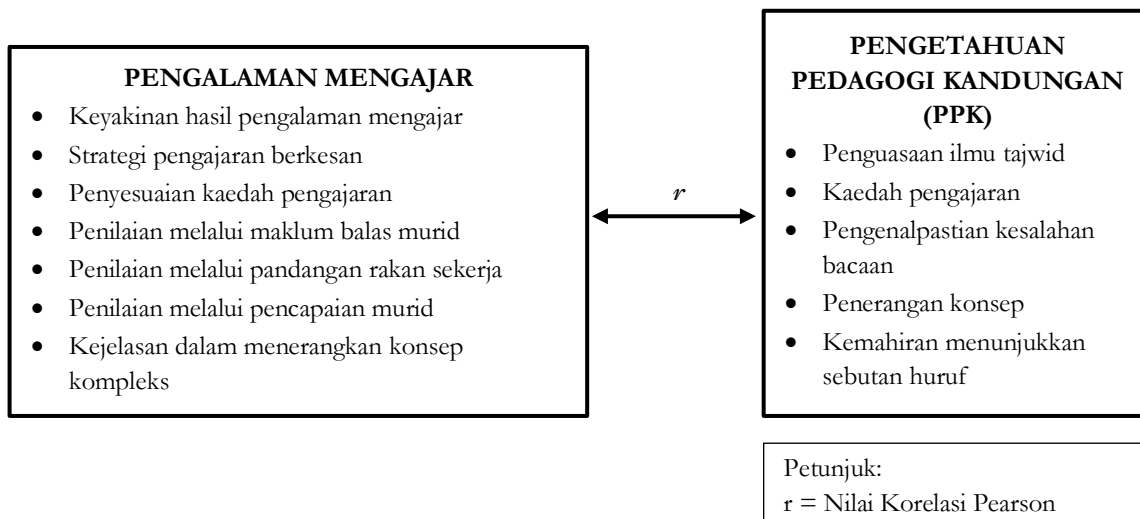 PENGALAMAN MENGAJAR
• Keyakinan hasil pengalaman mengajar
• Strategi pengajaran berkesan
• Penyesuaian kaedah pengajaran
• Penilaian melalui maklum balas murid
• Penilaian melalui pandangan rakan sekerja
• Penilaian melalui pencapaian murid
• Kejelasan dalam menerangkan konsep
kompleks
r
PENGETAHUAN
PEDAGOGI KANDUNGAN
(PPK)
• Penguasaan ilmu tajwid
• Kaedah pengajaran
• Pengenalpastian kesalahan
bacaan
• Penerangan konsep
• Kemahiran menunjukkan
sebutan huruf
Petunjuk:
r = Nilai Korelasi Pearson